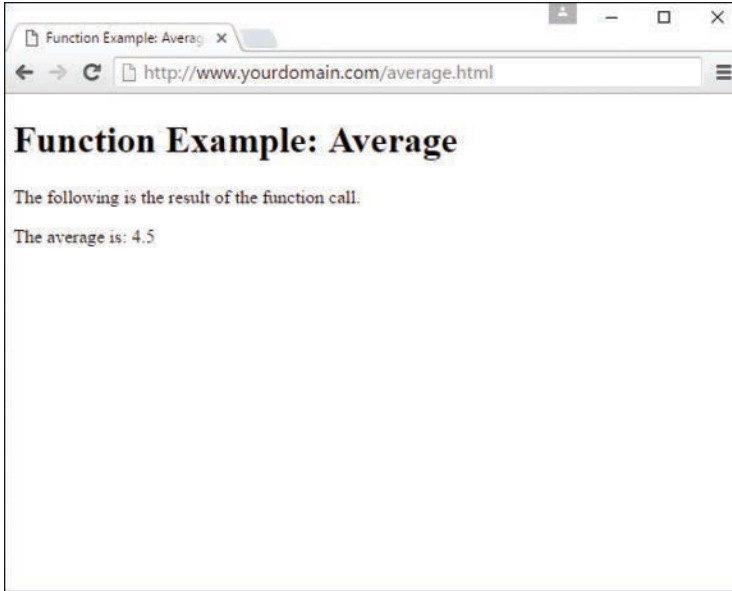 Function Example: Averag
http://www.yourdomain.com/average.html
Function Example: Average
The following is the result of the function call.
The average is: 4.5